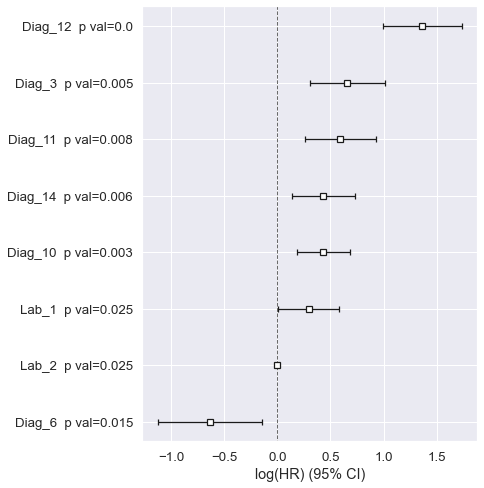 Diag_12  p val=0.0
Diag_3  p val=0.005
Diag_11  p val=0.008
Diag_14  p val=0.006
Diag_10  p val=0.003
Lab_1  p val=0.025
Lab_2  p val=0.025
Diag_6  p val=0.015
−1.0 −0.5 0.0 0.5 1.0 1.5
log(HR) (95% CI)